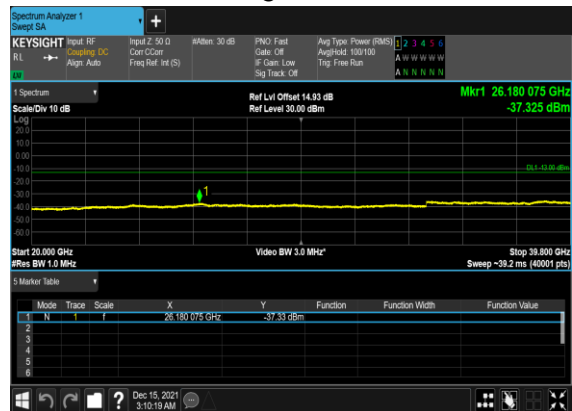 Spectrum Analyzer 1
Swept SA
KEYSIGHT Input: RF Input Z: 50 Ω #Atten: 30 dB PNO: Fast Avg Type: Power (RMS) 1 2 3 4 5 6
RL Coupling: DC Corr CCorr Gate: Off Avg|Hold: 100/100 A W W W W W
Align: Auto Freq Ref: Int (S) IF Gain: Low Trig: Free Run
Sig Track: Off A N N N N N
1 Spectrum
Scale/Div 10 dB
Ref Lvl Offset 14.93 dB
Ref Level 30.00 dBm
Mkr1 26.180 075 GHz
-37.325 dBm
Log
20.0
10.0
0.00
-10.0
DL1 -13.00 dBm
-20.0
-30.0
1
-40.0
-50.0
-60.0
Start 20.000 GHz Video BW 3.0 MHz* Stop 39.800 GHz
#Res BW 1.0 MHz Sweep ~39.2 ms (40001 pts)
5 Marker Table
Mode Trace Scale X Y Function Function Width Function Value
1 N 1 f 26.180 075 GHz -37.33 dBm
2
3
4
5
6
? Dec 15, 2021
3:10:19 AM